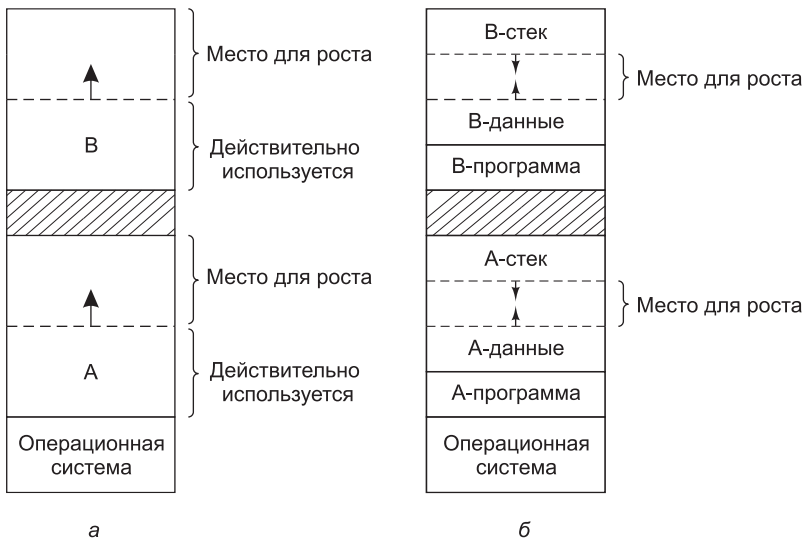 Место для роста
В
Действительно
используется
Место для роста
А
Действительно
используется
Операционная
система
а
В-стек
Место для роста
В-данные
В-программа
А-стек
Место для роста
А-данные
А-программа
Операционная
система
б